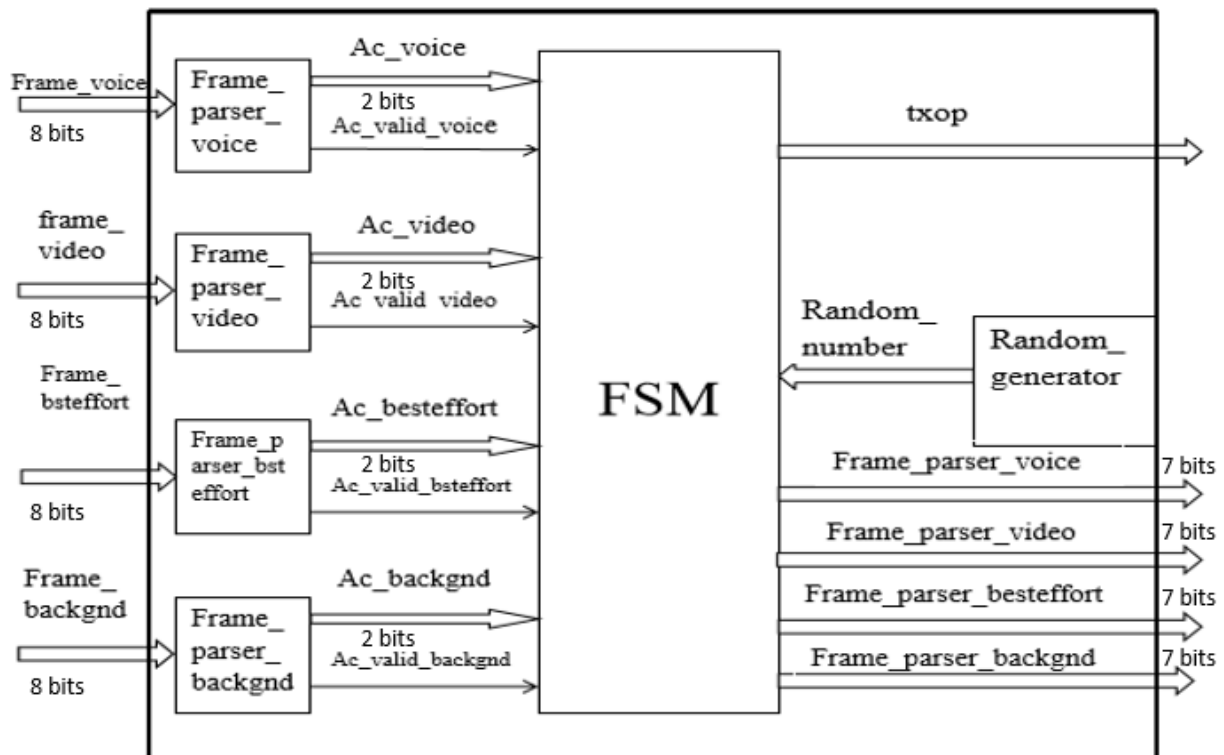 Frame_voice
8 bits
Frame_
parser_
voice
Ac_voice
2 bits
Ac_valid_voice
frame_
video
8 bits
Frame_
parser_
video
Ac_video
2 bits
Ac valid video
Frame_
bsteffort
8 bits
Frame_p
arser_bst
effort
Ac_besteffort
2 bits
Ac_valid_bsteffort
Frame_
backgnd
8 bits
Frame_
parser_
backgnd
Ac_backgnd
2 bits
Ac_valid_backgnd
FSM
txop
Random_
number
Random_
generator
Frame_parser_voice
7 bits
Frame_parser_video
7 bits
Frame_parser_besteffort
7 bits
Frame_parser_backgnd
7 bits